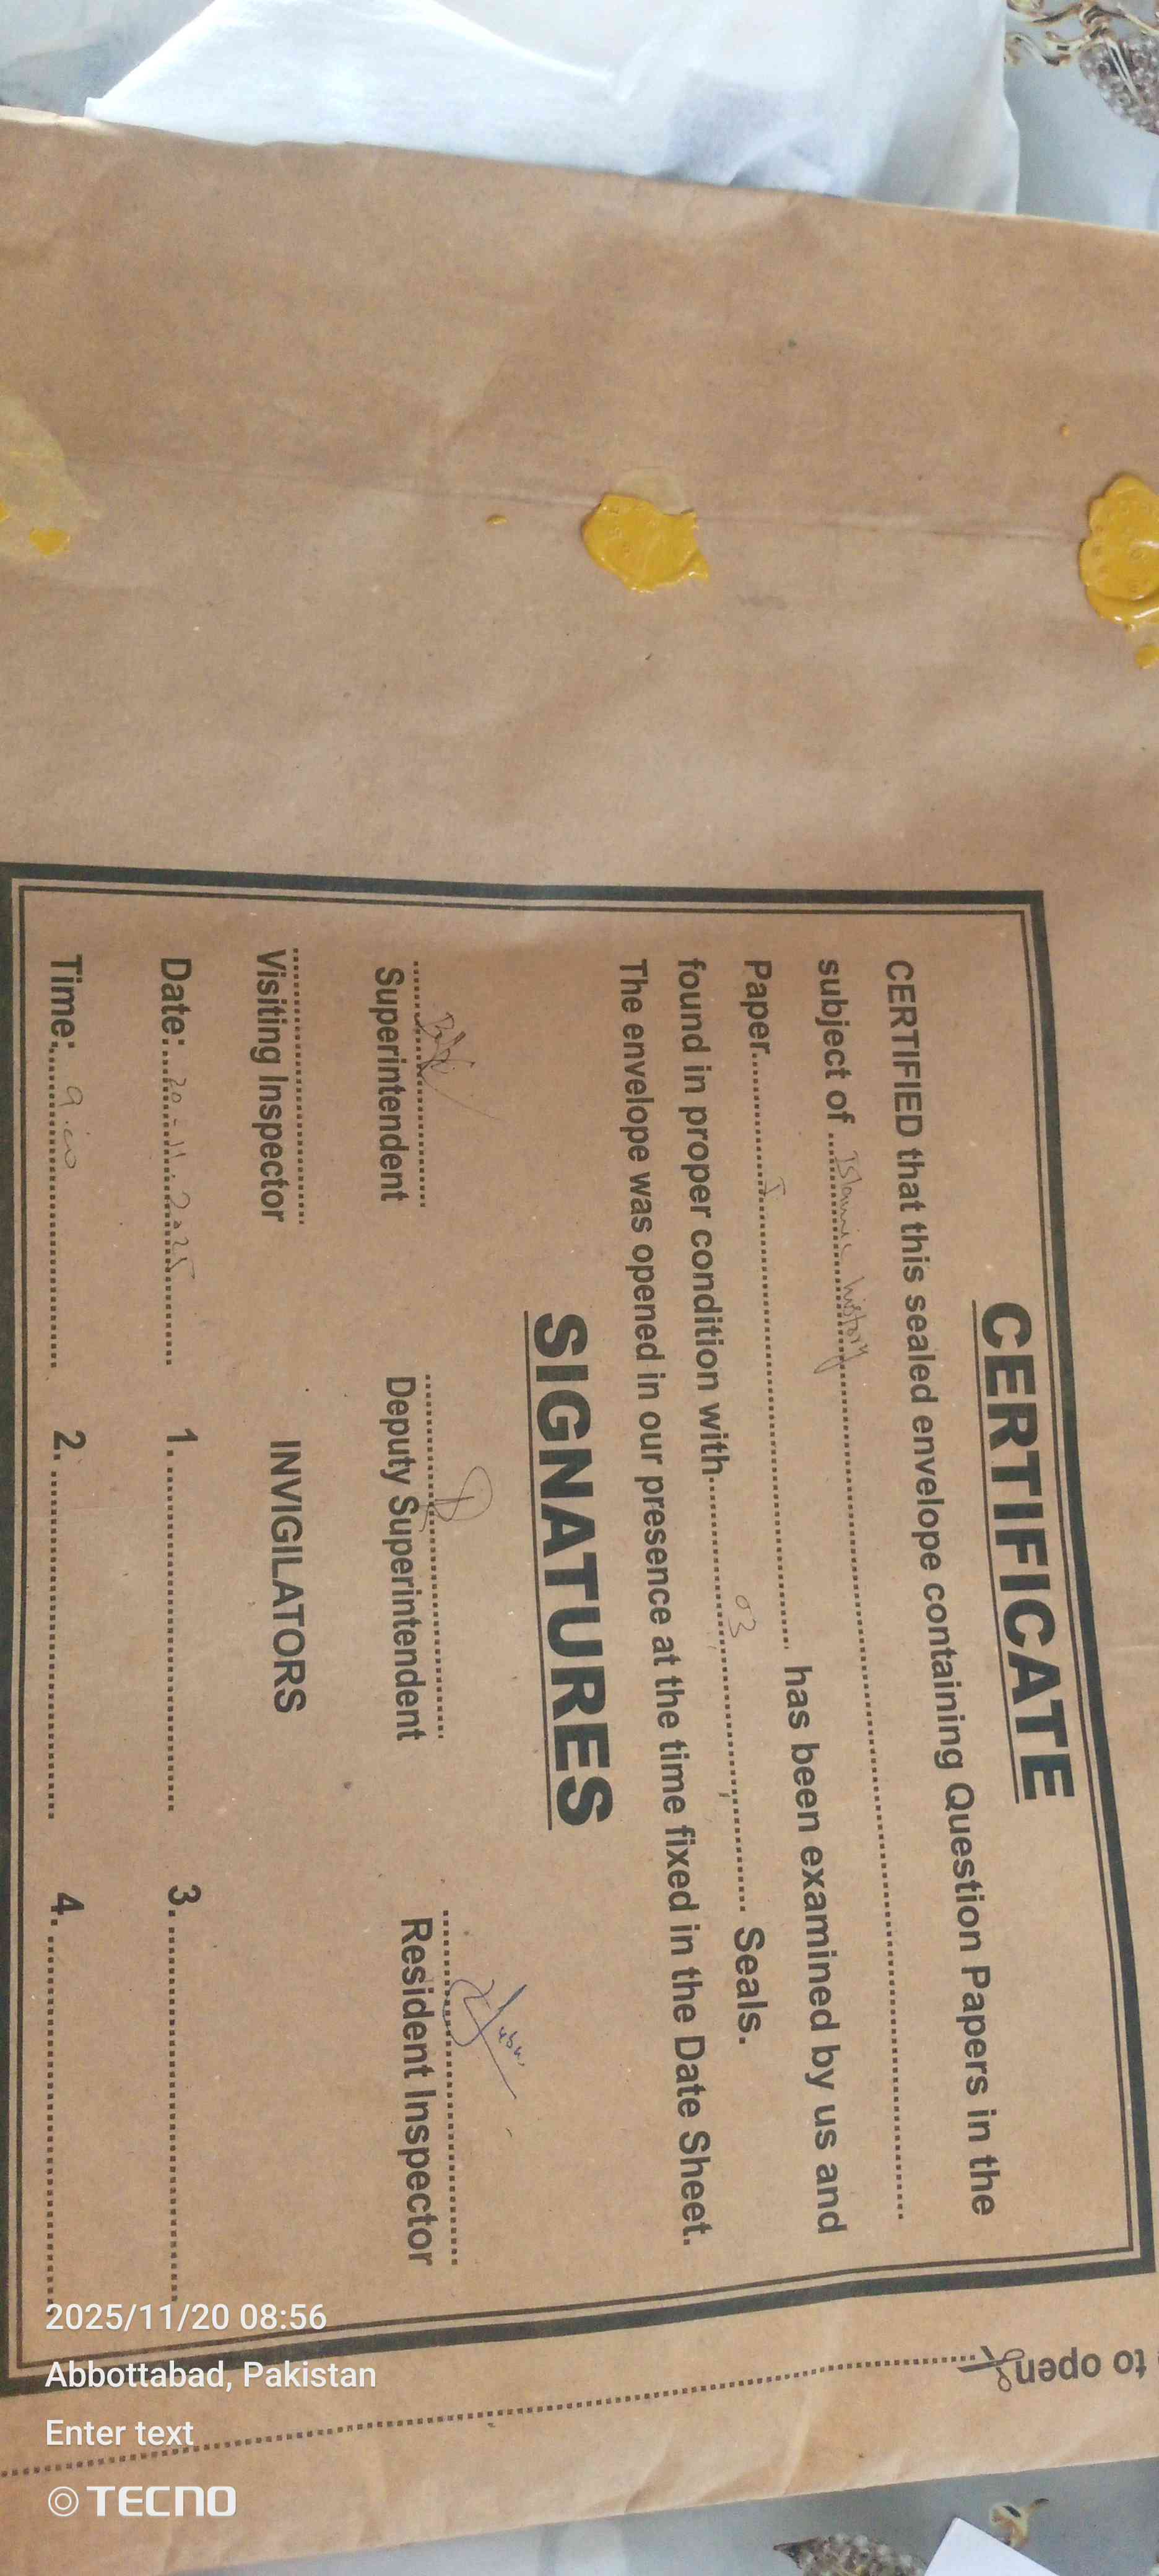 CERTIFICATE
CERTIFIED that this sealed envelope containing Question Papers in the
subject of ..... Islamic history .....
Paper..... I ..... has been examined by us and
found in proper condition with..... 03 ..... Seals.
The envelope was opened in our presence at the time fixed in the Date Sheet.
SIGNATURES
Superintendent Deputy Superintendent Resident Inspector
Visiting Inspector INVIGILATORS
Date: 20-11-2025 1. ..... 3. .....
Time: 9:00 2. ..... 4. .....
to open
2025/11/20 08:56
Abbottabad, Pakistan
Enter text
TECNO